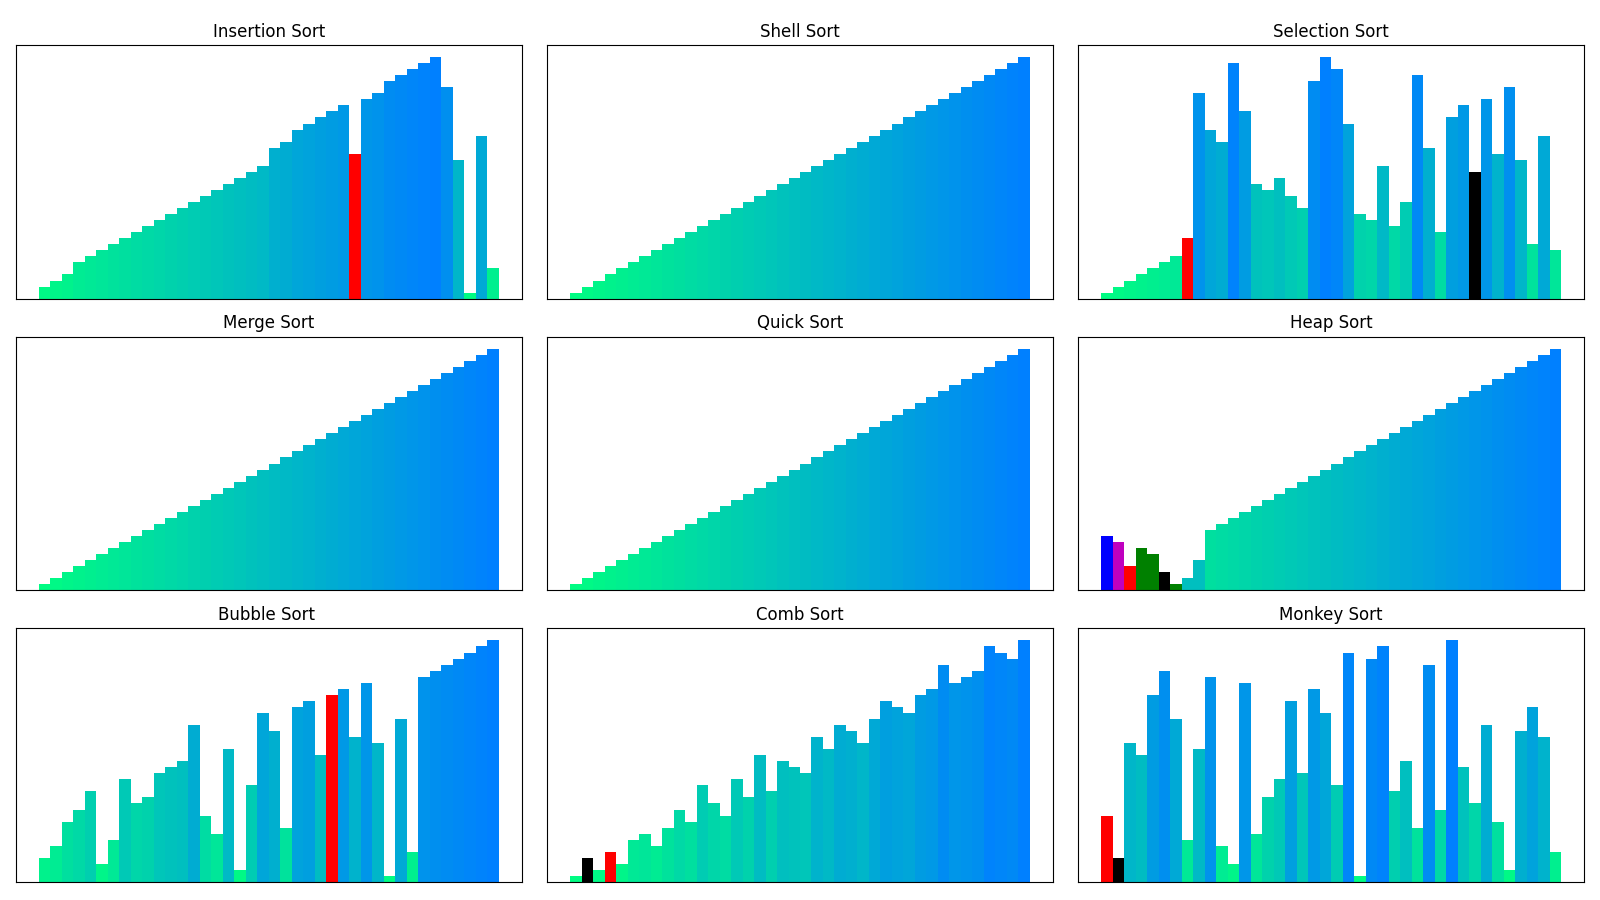 Insertion Sort
Shell Sort
Selection Sort
Merge Sort
Quick Sort
Heap Sort
Bubble Sort
Comb Sort
Monkey Sort